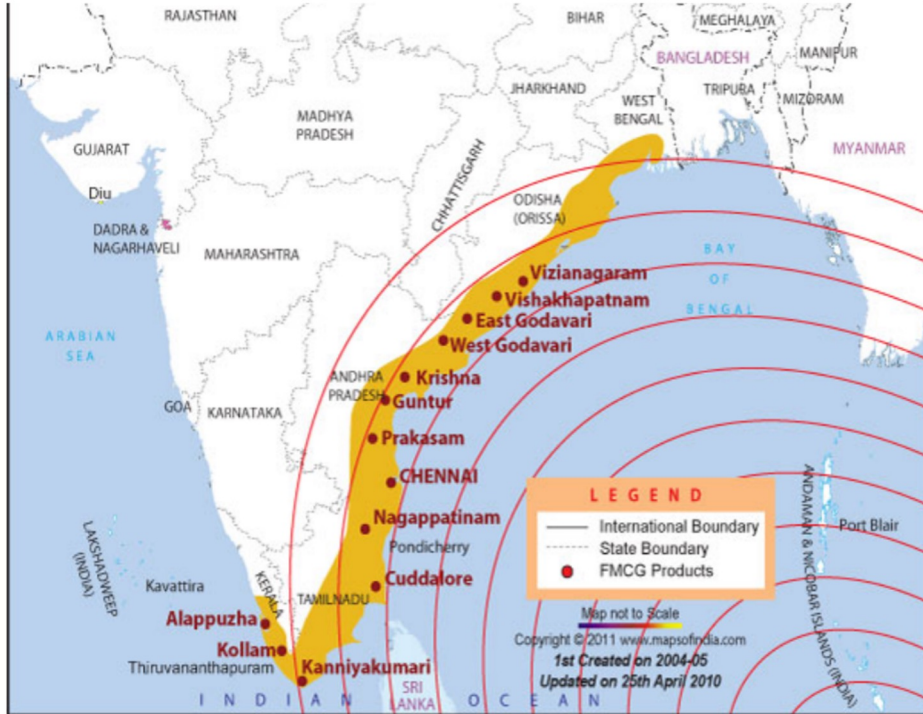 RAJASTHAN
BIHAR
MEGHALAYA
BANGLADESH
MANIPUR
JHARKHAND
WEST
BENGAL
TRIPURA
MIZORAM
MADHYA
PRADESH
GUJARAT
MYANMAR
CHHATTISGARH
Diu
ODISHA
(ORISSA)
DADRA &
NAGARHAVELI
MAHARASHTRA
BAY
OF
BENGAL
Vizianagaram
Vishakhapatnam
East Godavari
West Godavari
ARABIAN
SEA
ANDHRA
PRADESH
Krishna
GOA
KARNATAKA
Guntur
Prakasam
CHENNAI
Nagappatinam
Pondicherry
Cuddalore
LAKSHADWEEP
(INDIA)
Kavattira
KERALA
TAMILNADU
Alappuzha
Kollam
Thiruvananthapuram
Kanniyakumari
SRI
LANKA
INDIAN OCEAN
LEGEND
International Boundary
State Boundary
FMCG Products
ANDAMAN & NICOBAR ISLANDS (INDIA)
Port Blair
Map not to Scale
Copyright © 2011 www.mapsofindia.com
1st Created on 2004-05
Updated on 25th April 2010